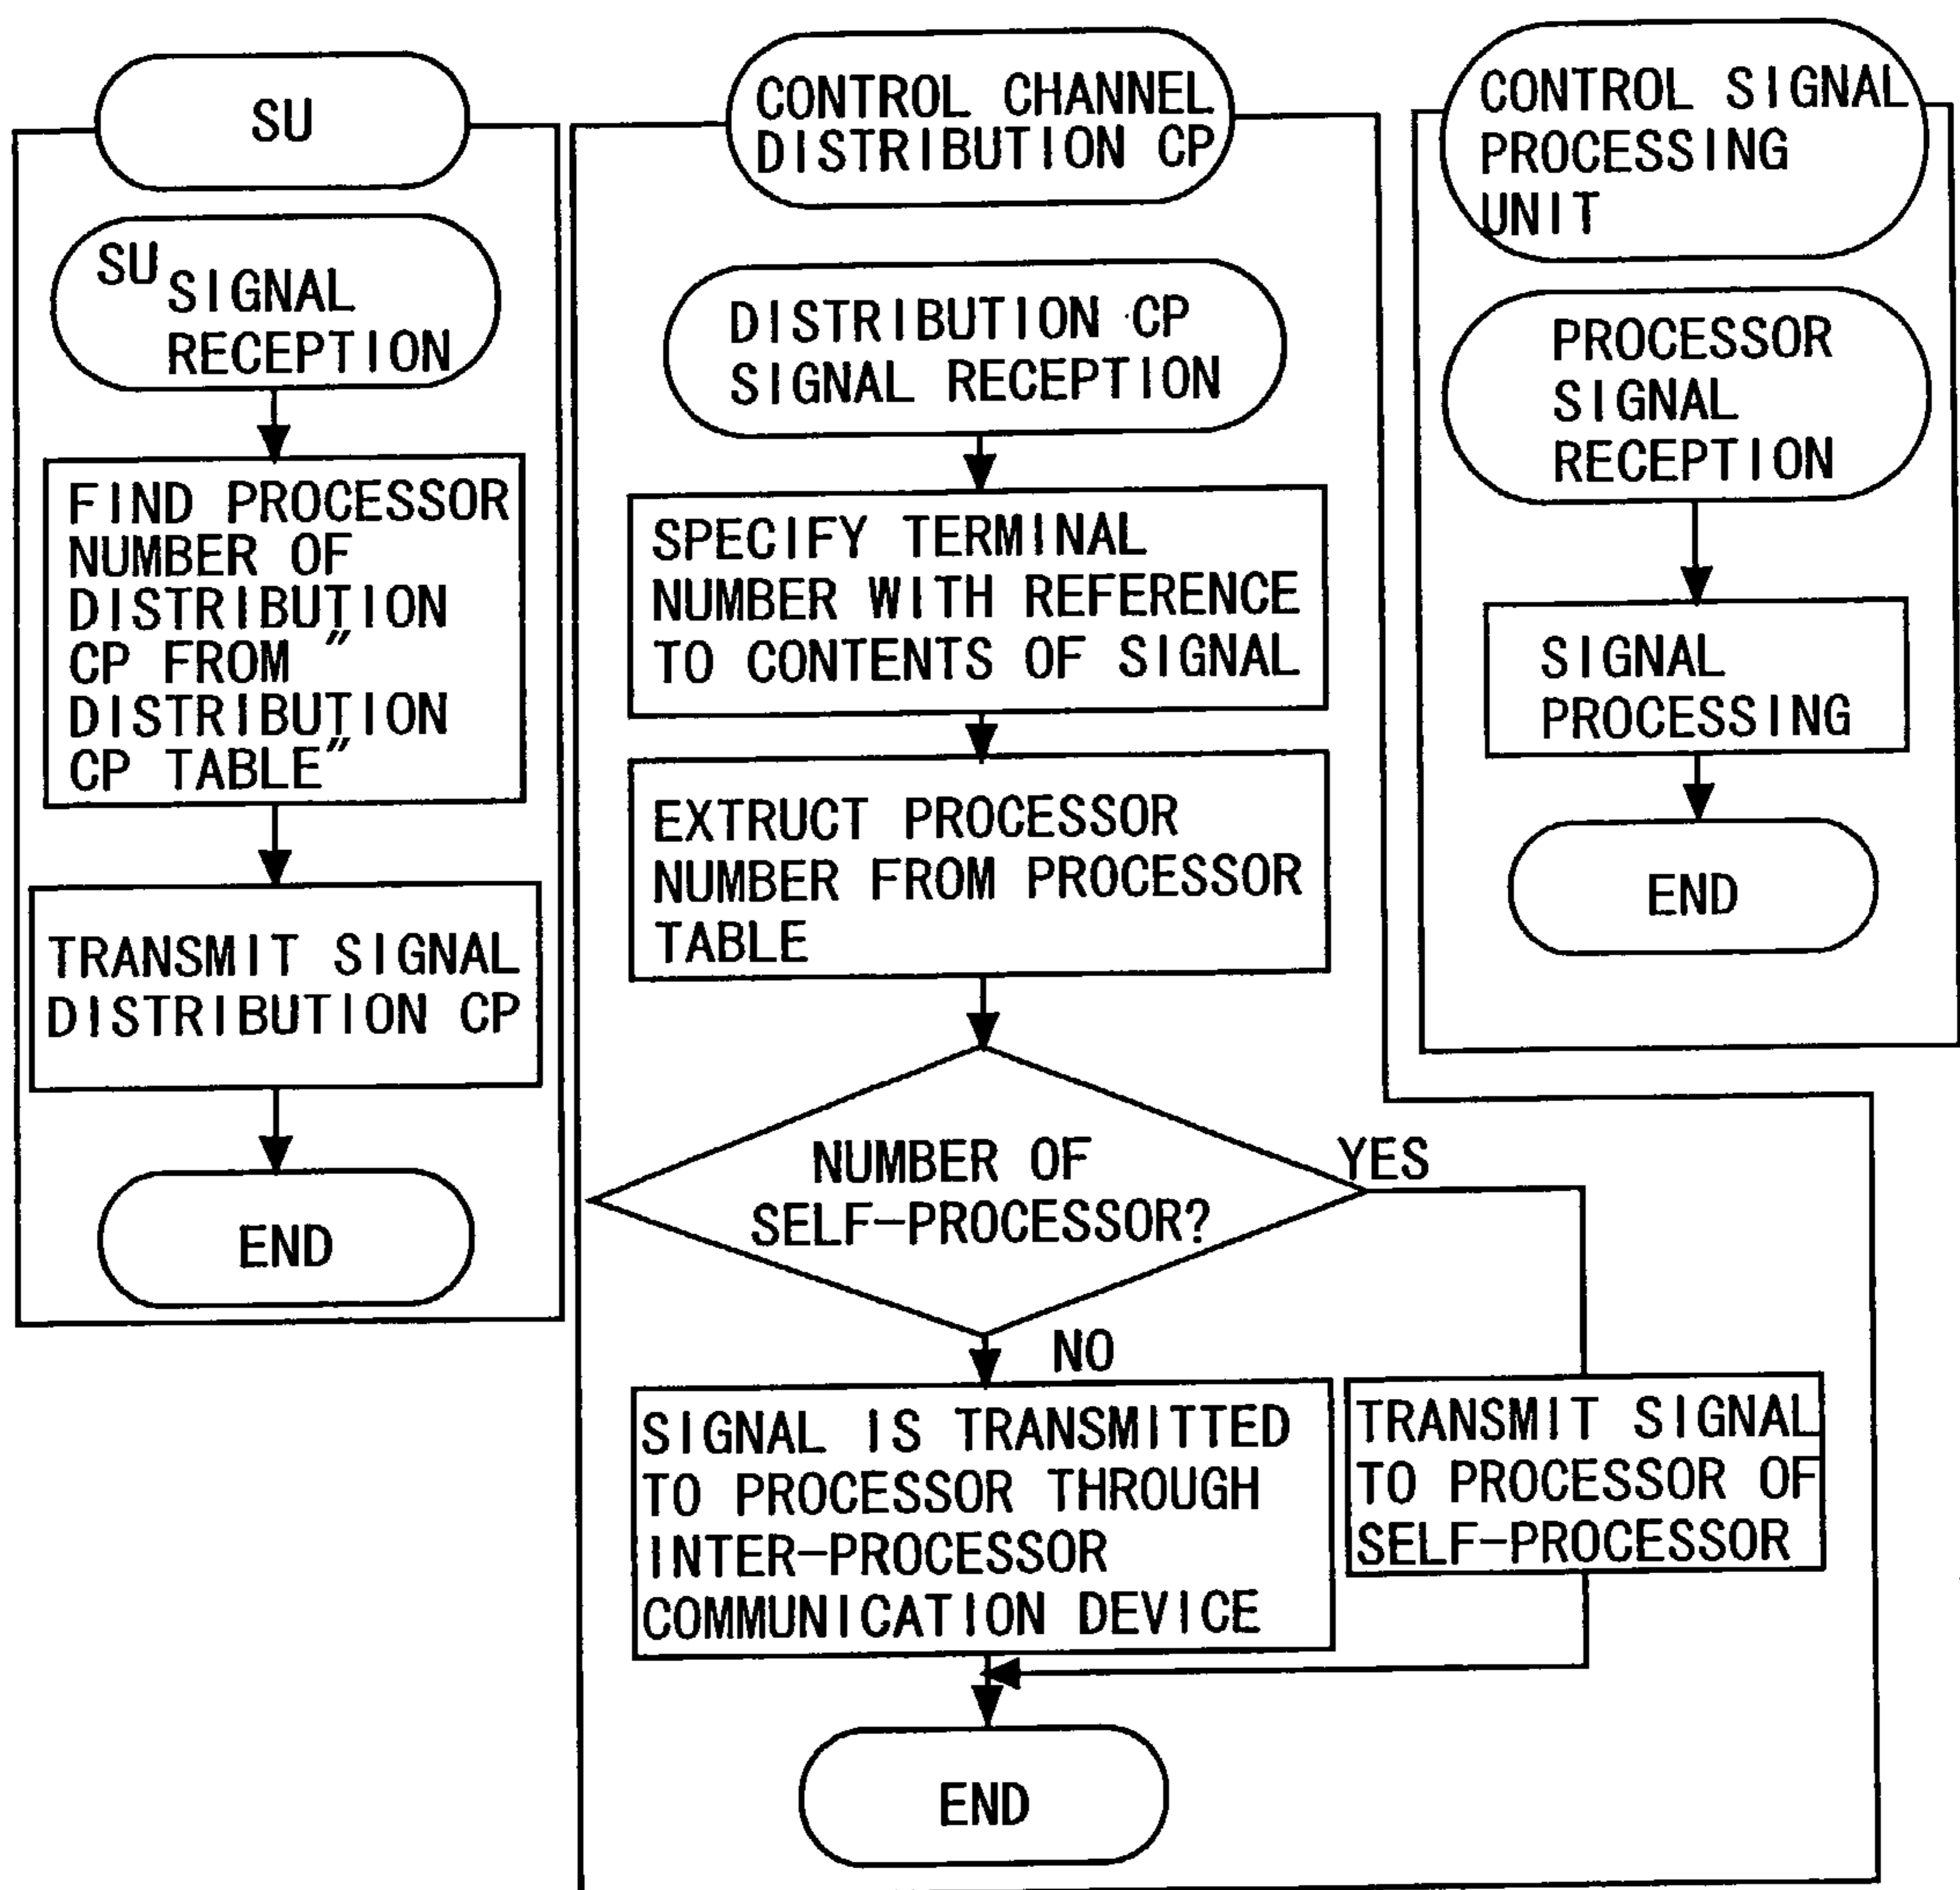 SU
SU
SIGNAL
RECEPTION
FIND PROCESSOR
NUMBER OF
DISTRIBUTION
CP FROM "
DISTRIBUTION
CP TABLE"
TRANSMIT SIGNAL
DISTRIBUTION CP
END
CONTROL CHANNEL
DISTRIBUTION CP
DISTRIBUTION CP
SIGNAL RECEPTION
SPECIFY TERMINAL
NUMBER WITH REFERENCE
TO CONTENTS OF SIGNAL
EXTRUCT PROCESSOR
NUMBER FROM PROCESSOR
TABLE
NUMBER OF
SELF-PROCESSOR?
YES
NO
SIGNAL IS TRANSMITTED
TO PROCESSOR THROUGH
INTER-PROCESSOR
COMMUNICATION DEVICE
TRANSMIT SIGNAL
TO PROCESSOR OF
SELF-PROCESSOR
END
CONTROL SIGNAL
PROCESSING
UNIT
PROCESSOR
SIGNAL
RECEPTION
SIGNAL
PROCESSING
END